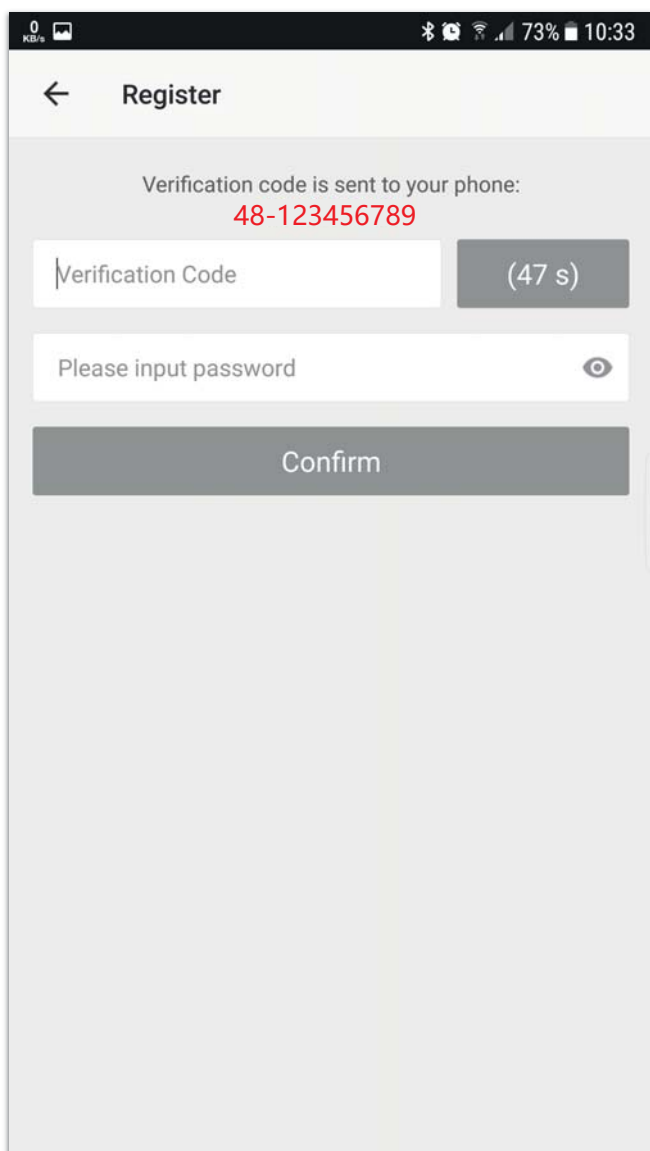 0
KB/s 73% 10:33
Register
Verification code is sent to your phone:
48-123456789
Verification Code (47 s)
Please input password
Confirm